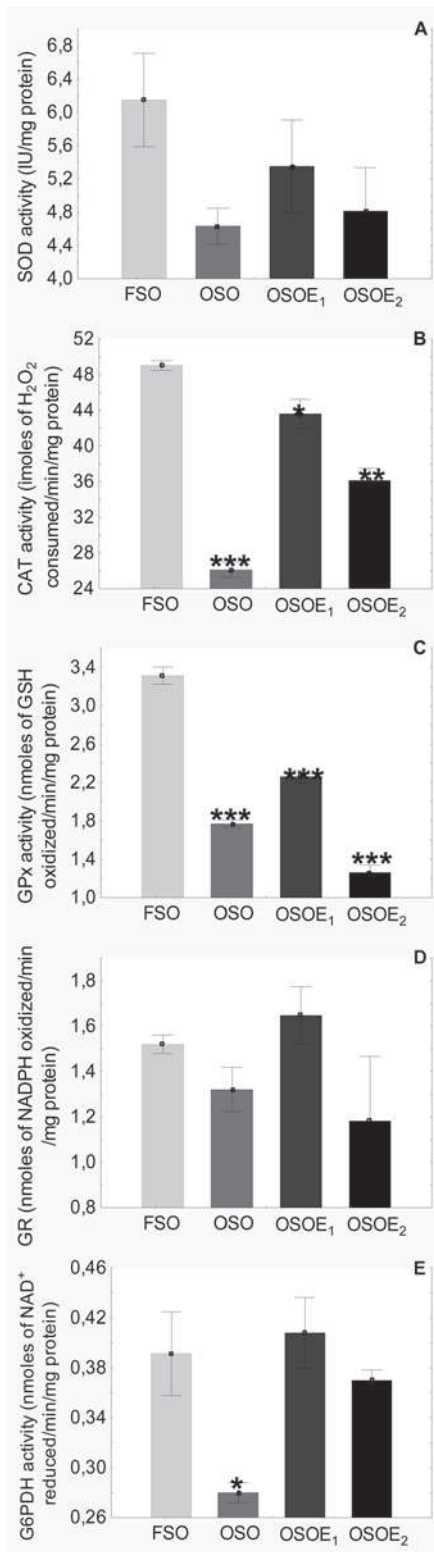 A
SOD activity (IU/mg protein)
6,8
6,4
6,0
5,6
5,2
4,8
4,4
4,0
FSO OSO OSOE₁ OSOE₂
B
CAT activity (ìmoles of H₂O₂
consumed/min/mg protein)
52
48
44
40
36
32
28
24
*
**
***
FSO OSO OSOE₁ OSOE₂
C
GPx activity (nmoles of GSH
oxidized/min/mg protein)
3,4
3,0
2,6
2,2
1,8
1,4
1,0
***
***
***
FSO OSO OSOE₁ OSOE₂
D
GR (nmoles of NADPH oxidized/min
/mg protein)
1,8
1,6
1,4
1,2
1,0
0,8
FSO OSO OSOE₁ OSOE₂
E
G6PDH activity (nmoles of NAD⁺
reduced/min/mg protein)
0,46
0,42
0,38
0,34
0,30
0,26
*
FSO OSO OSOE₁ OSOE₂